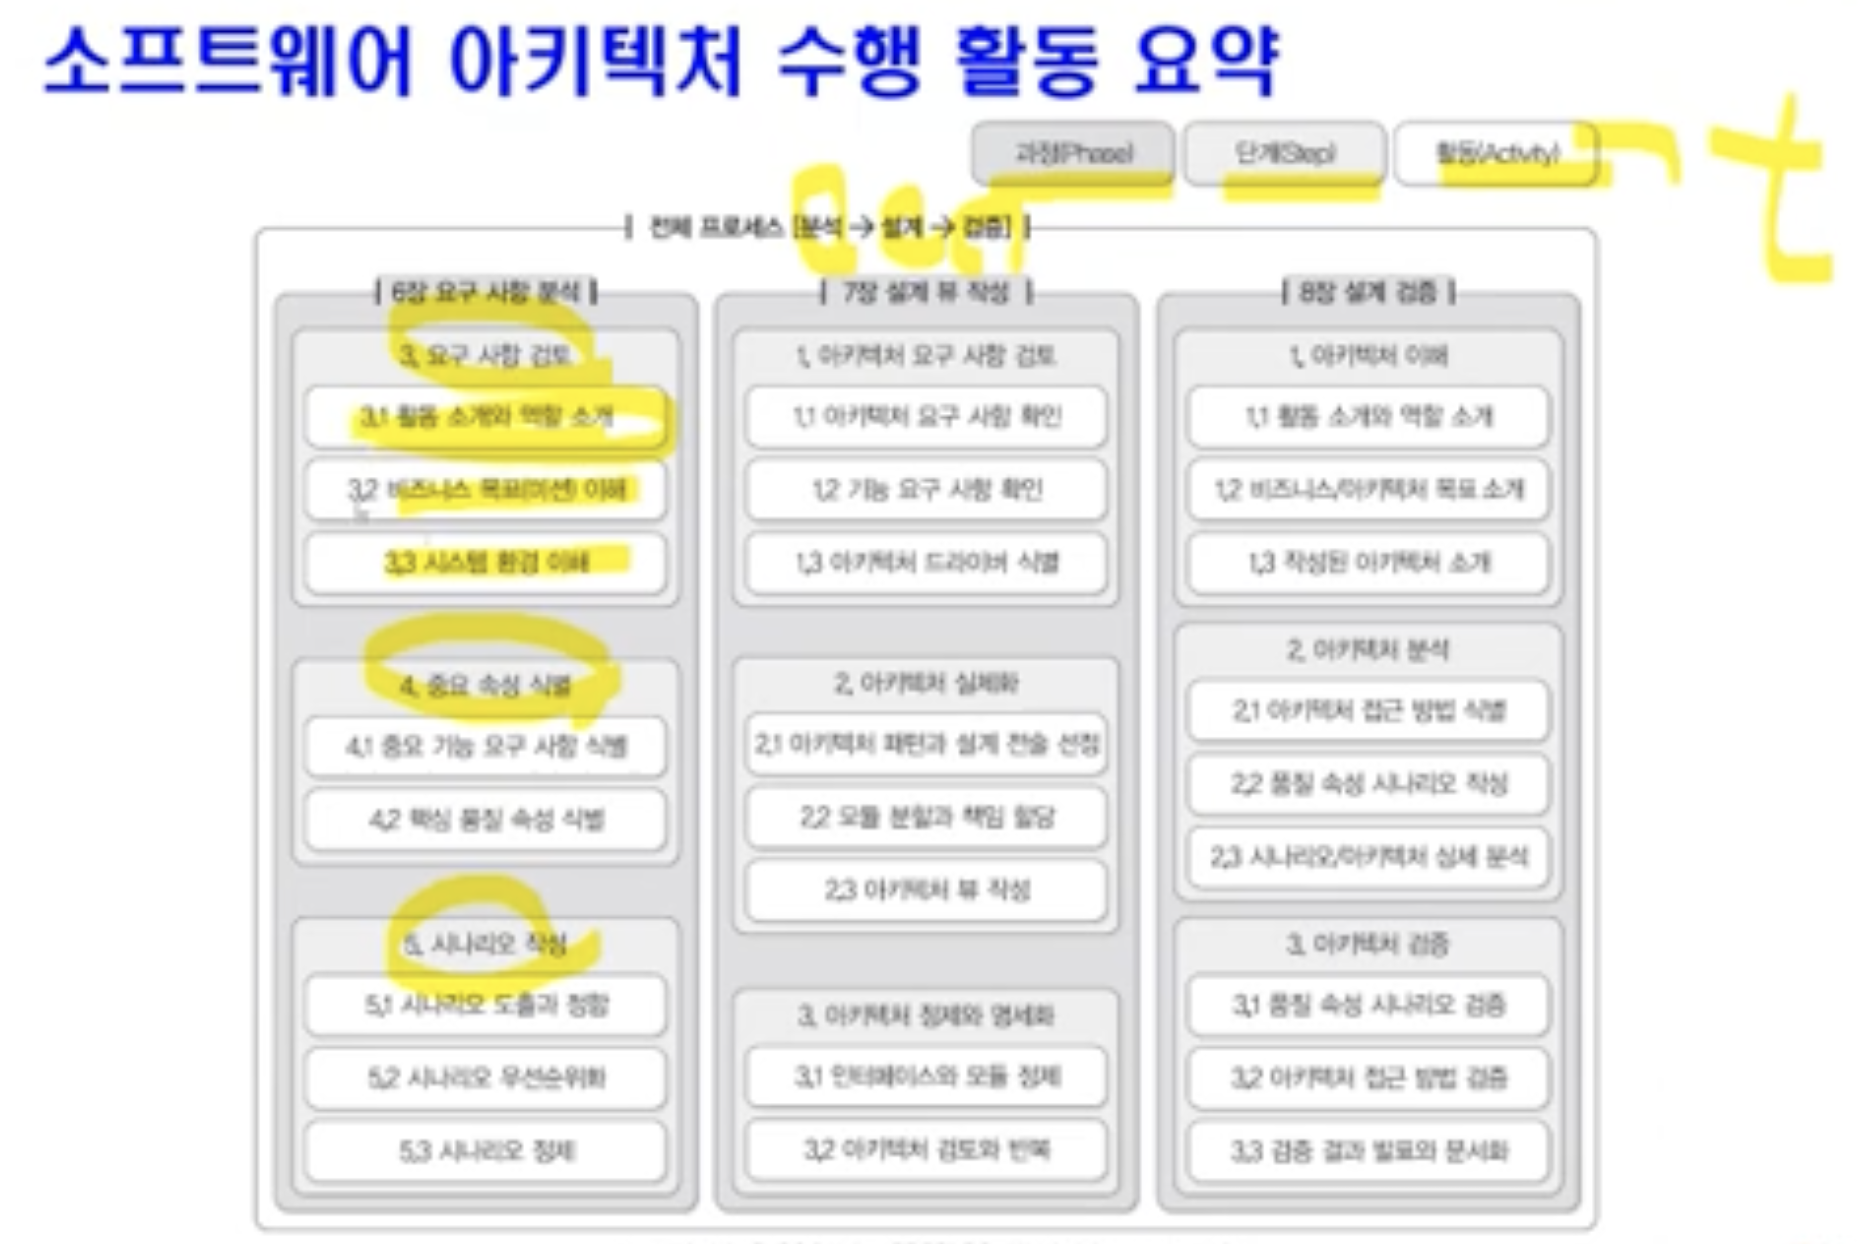 소프트웨어 아키텍처 수행 활동 요약
과정(Phase)
단계(Step)
활동(Activity)
t
전체 프로세스 [분석 → 설계 → 검증]
6장 요구 사항 분석
3. 요구 사항 검토
3.1 활동 소개와 역할 소개
3.2 비즈니스 목표(미션) 이해
3.3 시스템 환경 이해
4. 중요 속성 식별
4.1 중요 기능 요구 사항 식별
4.2 핵심 품질 속성 식별
5. 시나리오 작성
5.1 시나리오 도출과 정합
5.2 시나리오 우선순위화
5.3 시나리오 정제
7장 설계 뷰 작성
1. 아키텍처 요구 사항 검토
1.1 아키텍처 요구 사항 확인
1.2 기능 요구 사항 확인
1.3 아키텍처 드라이버 식별
2. 아키텍처 실체화
2.1 아키텍처 패턴과 설계 전술 선정
2.2 모듈 분할과 책임 할당
2.3 아키텍처 뷰 작성
3. 아키텍처 정제와 명세화
3.1 인터페이스와 모듈 정제
3.2 아키텍처 검토와 반복
8장 설계 검증
1. 아키텍처 이해
1.1 활동 소개와 역할 소개
1.2 비즈니스/아키텍처 목표 소개
1.3 작성된 아키텍처 소개
2. 아키텍처 분석
2.1 아키텍처 접근 방법 식별
2.2 품질 속성 시나리오 작성
2.3 시나리오/아키텍처 상세 분석
3. 아키텍처 검증
3.1 품질 속성 시나리오 검증
3.2 아키텍처 접근 방법 검증
3.3 검증 결과 발표와 문서화